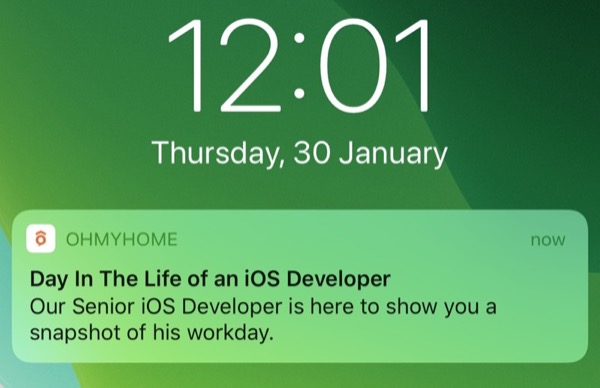 12:01
Thursday, 30 January
OHMYHOME now
Day In The Life of an iOS Developer
Our Senior iOS Developer is here to show you a
snapshot of his workday.